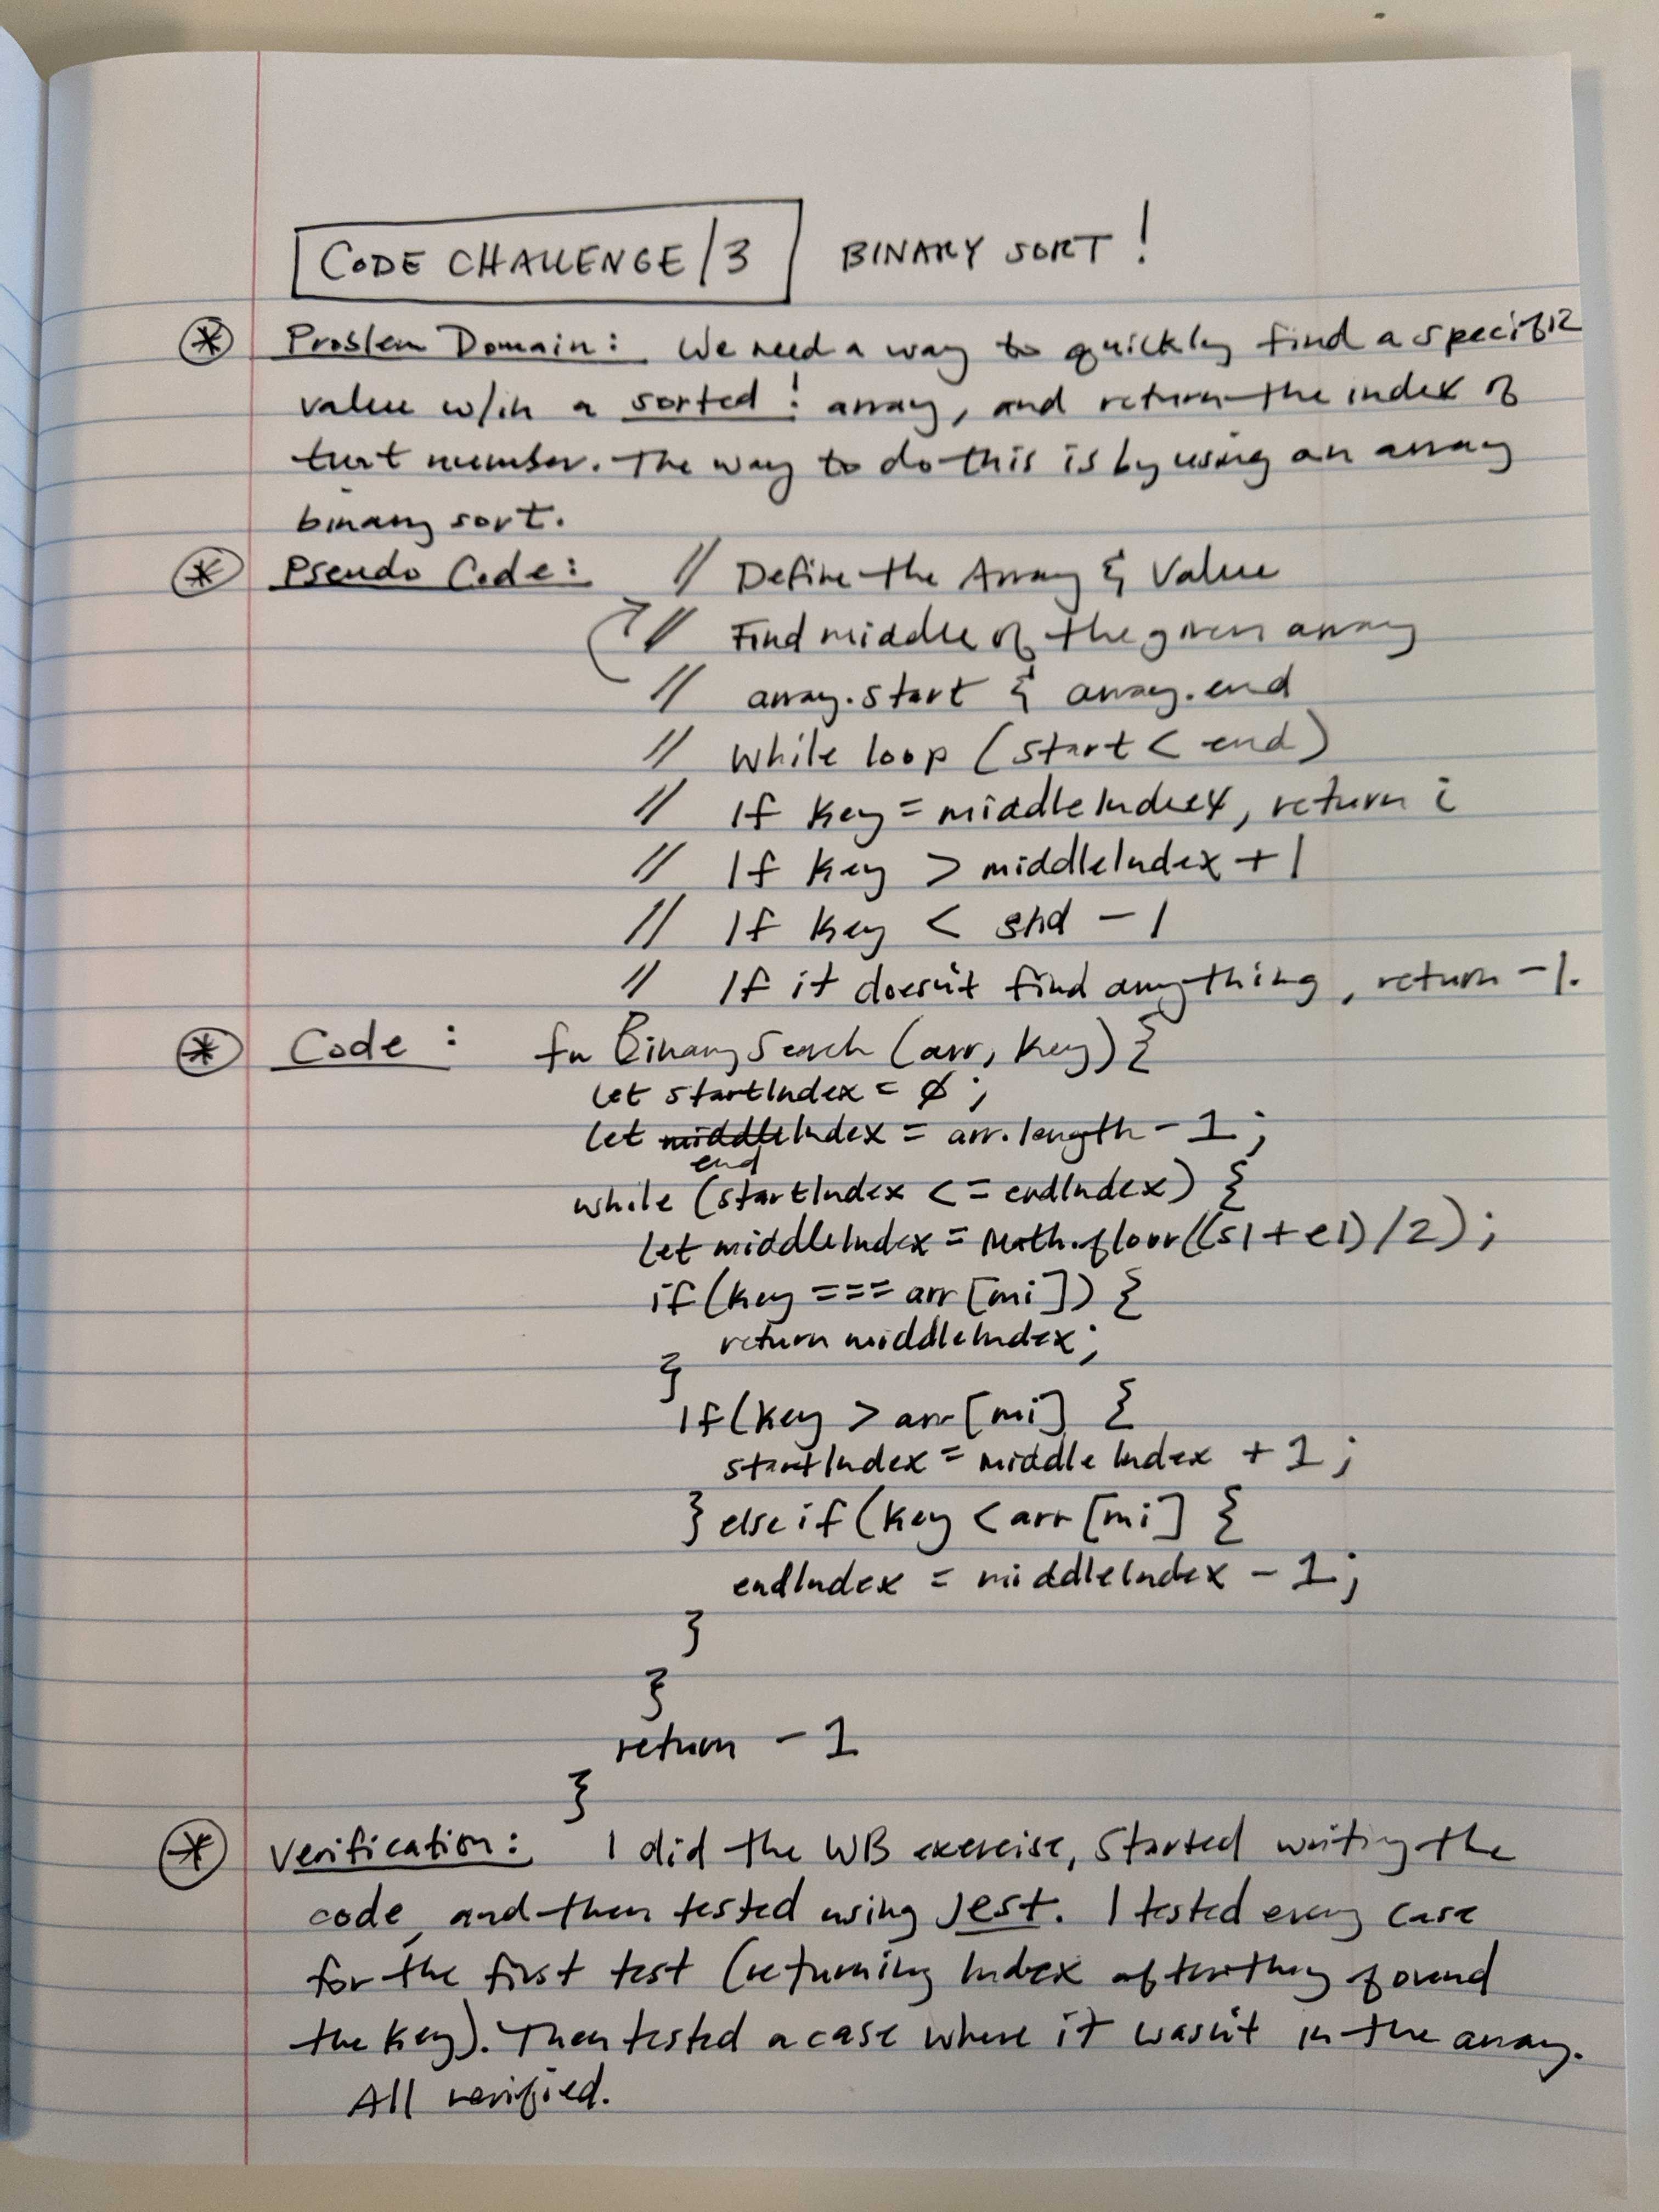 CODE CHALLENGE/3 BINARY SORT!
* Problem Domain: We need a way to quickly find a specific
value w/in a sorted! array, and return the index of
that number. The way to do this is by using an array
binary sort.
* Pseudo Code: // Define the Array & Value
// Find middle of the given array
// array.start & array.end
// While loop (start < end)
// If key = middleIndex, return i
// If key > middleIndex + 1
// If key < end - 1
// If it doesn't find anything, return -1.
* Code: fn BinarySearch (arr, key) {
let startIndex = 0;
let middleIndex = arr.length - 1;
end
while (startIndex <= endIndex) {
let middleIndex = Math.floor((SI + eI) /2);
if (key === arr [mi]) {
return middleIndex;
}
if (key > arr [mi] {
startIndex = middleIndex + 1;
} else if (key < arr [mi] {
endIndex = middleIndex - 1;
}
}
return - 1
}
* Verification: I did the WB exercise, started writing the
code, and then tested using Jest. I tested every case
for the first test (returning index after they found
the key). Then tested a case where it wasn't in the array.
All verified.